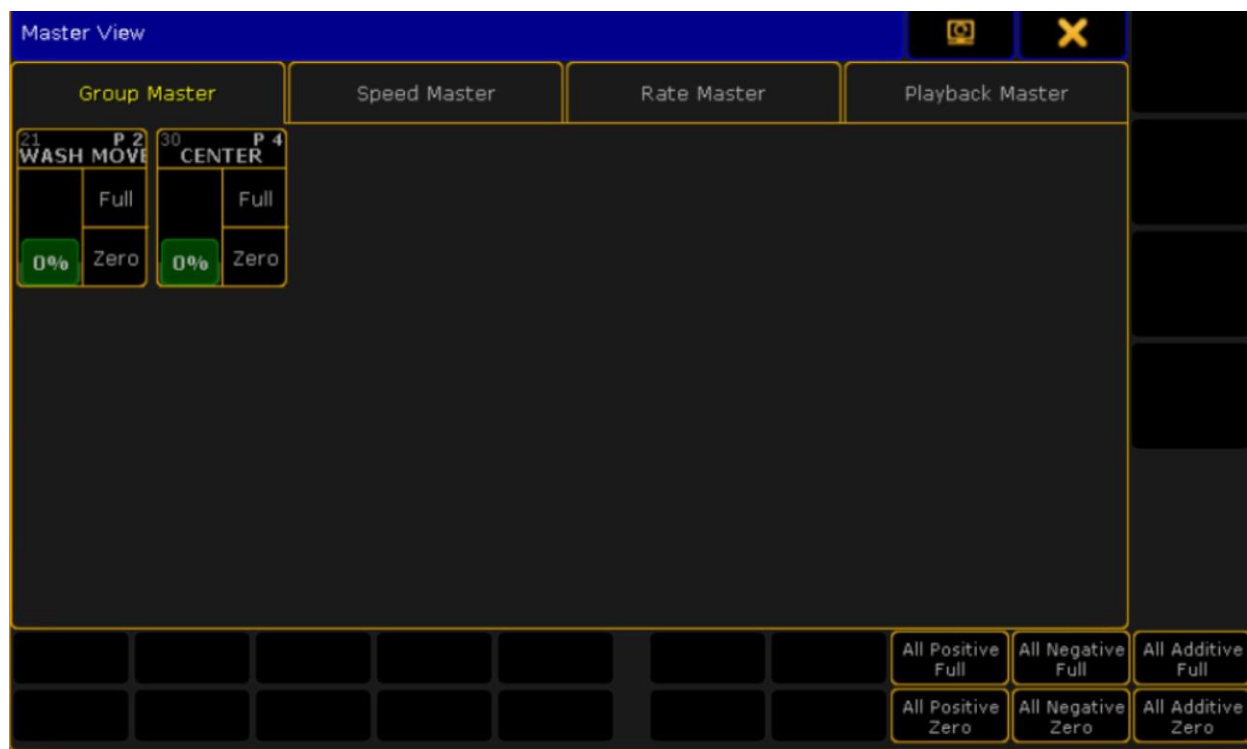 Master View
Group Master
Speed Master
Rate Master
Playback Master
21 P 2
WASH MOVE
Full
0%
Zero
30 P 4
CENTER
Full
0%
Zero
All Positive
Full
All Negative
Full
All Additive
Full
All Positive
Zero
All Negative
Zero
All Additive
Zero